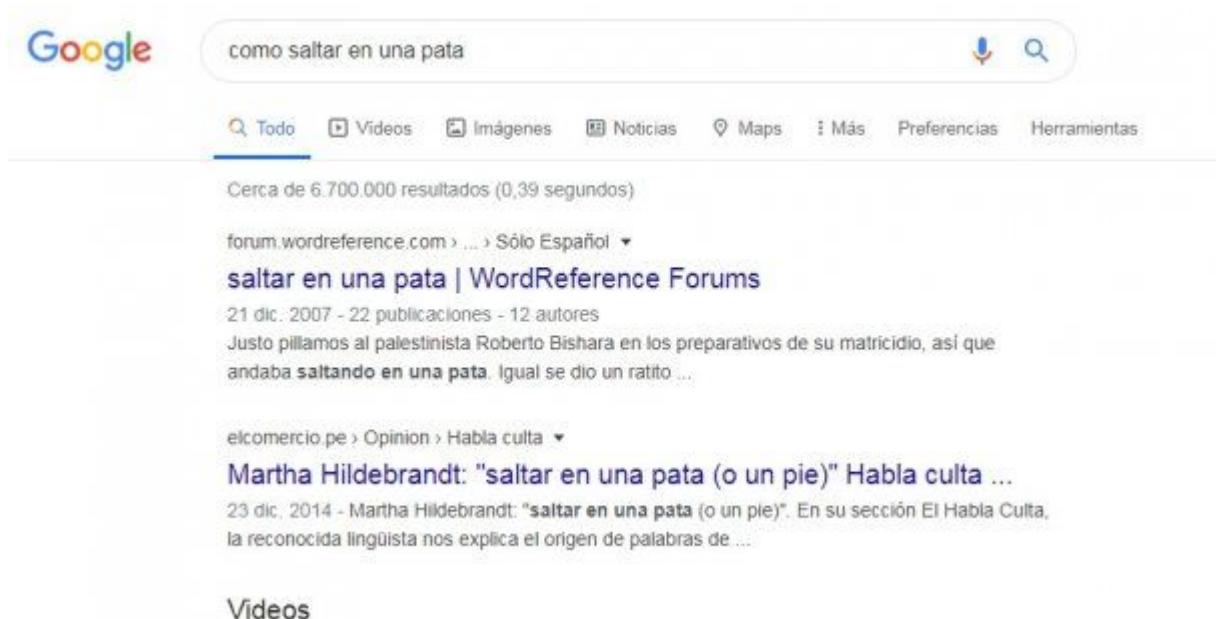 Google
como saltar en una pata
Todo Videos Imágenes Noticias Maps Más Preferencias Herramientas
Cerca de 6.700.000 resultados (0,39 segundos)
forum.wordreference.com › ... › Sólo Español
saltar en una pata | WordReference Forums
21 dic. 2007 - 22 publicaciones - 12 autores
Justo pillamos al palestinista Roberto Bishara en los preparativos de su matricidio, así que
andaba saltando en una pata. Igual se dio un ratito ...
elcomercio.pe › Opinion › Habla culta
Martha Hildebrandt: "saltar en una pata (o un pie)" Habla culta ...
23 dic. 2014 - Martha Hildebrandt: "saltar en una pata (o un pie)". En su sección El Habla Culta,
la reconocida lingüista nos explica el origen de palabras de ...
Videos